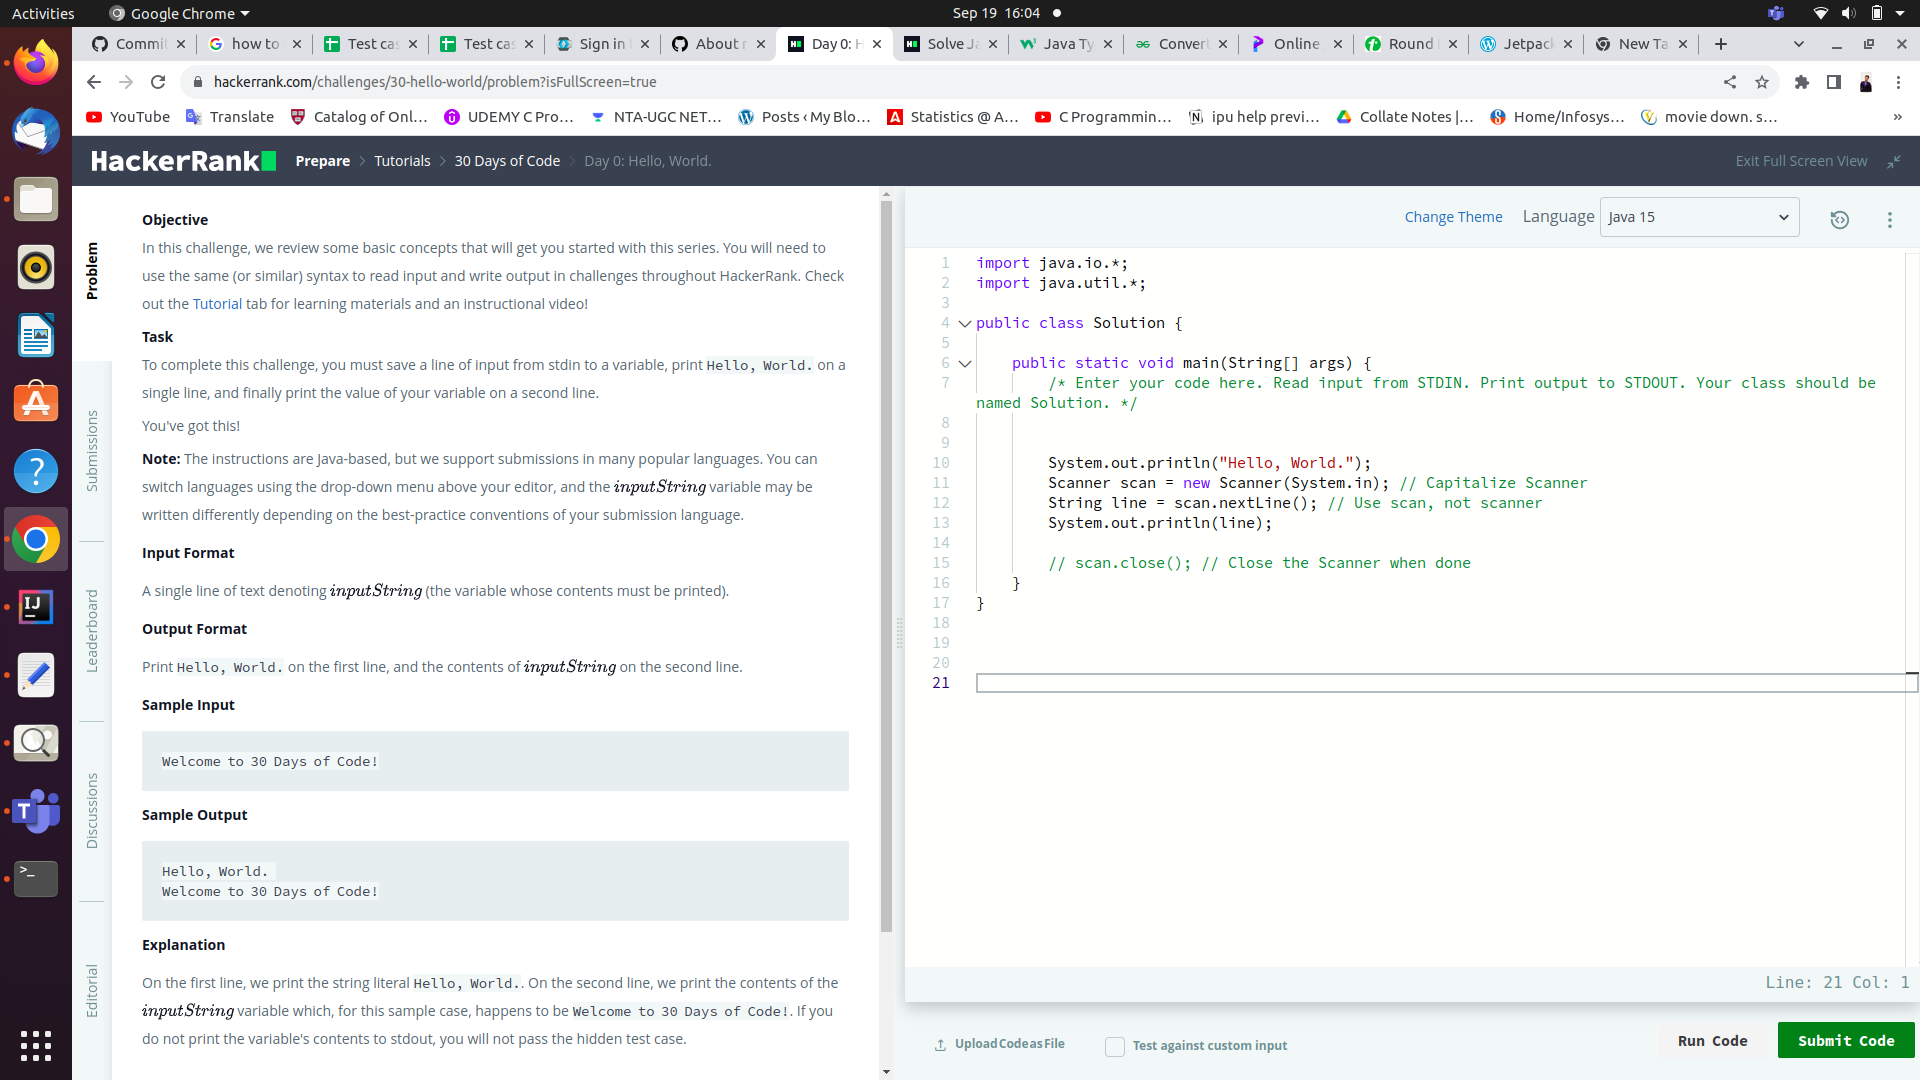 Activities
Google Chrome
Sep 19 16:04
Commit
how to
Test cas
Test cas
Sign in
About r
Day 0: H
Solve Ja
Java Ty
Convert
Online
Round
Jetpack
New Ta
hackerrank.com/challenges/30-hello-world/problem?isFullScreen=true
YouTube
Translate
Catalog of Onl...
UDEMY C Pro...
NTA-UGC NET...
Posts ‹ My Blo...
Statistics @ A...
C Programmin...
ipu help previ...
Collate Notes |...
Home/Infosys...
movie down. s...
»
HackerRank
Prepare > Tutorials > 30 Days of Code > Day 0: Hello, World.
Exit Full Screen View
Problem
Submissions
Leaderboard
Discussions
Editorial
Objective
In this challenge, we review some basic concepts that will get you started with this series. You will need to
use the same (or similar) syntax to read input and write output in challenges throughout HackerRank. Check
out the Tutorial tab for learning materials and an instructional video!
Task
To complete this challenge, you must save a line of input from stdin to a variable, print Hello, World. on a
single line, and finally print the value of your variable on a second line.
You've got this!
Note: The instructions are Java-based, but we support submissions in many popular languages. You can
switch languages using the drop-down menu above your editor, and the inputString variable may be
written differently depending on the best-practice conventions of your submission language.
Input Format
A single line of text denoting inputString (the variable whose contents must be printed).
Output Format
Print Hello, World. on the first line, and the contents of inputString on the second line.
Sample Input
Welcome to 30 Days of Code!
Sample Output
Hello, World.
Welcome to 30 Days of Code!
Explanation
On the first line, we print the string literal Hello, World.. On the second line, we print the contents of the
inputString variable which, for this sample case, happens to be Welcome to 30 Days of Code!. If you
do not print the variable's contents to stdout, you will not pass the hidden test case.
Change Theme
Language
Java 15
1 import java.io.*;
2 import java.util.*;
3
4 public class Solution {
5
6 public static void main(String[] args) {
7 /* Enter your code here. Read input from STDIN. Print output to STDOUT. Your class should be
named Solution. */
8
9
10 System.out.println("Hello, World.");
11 Scanner scan = new Scanner(System.in); // Capitalize Scanner
12 String line = scan.nextLine(); // Use scan, not scanner
13 System.out.println(line);
14
15 // scan.close(); // Close the Scanner when done
16 }
17 }
18
19
20
21
Line: 21 Col: 1
Upload Code as File
Test against custom input
Run Code
Submit Code